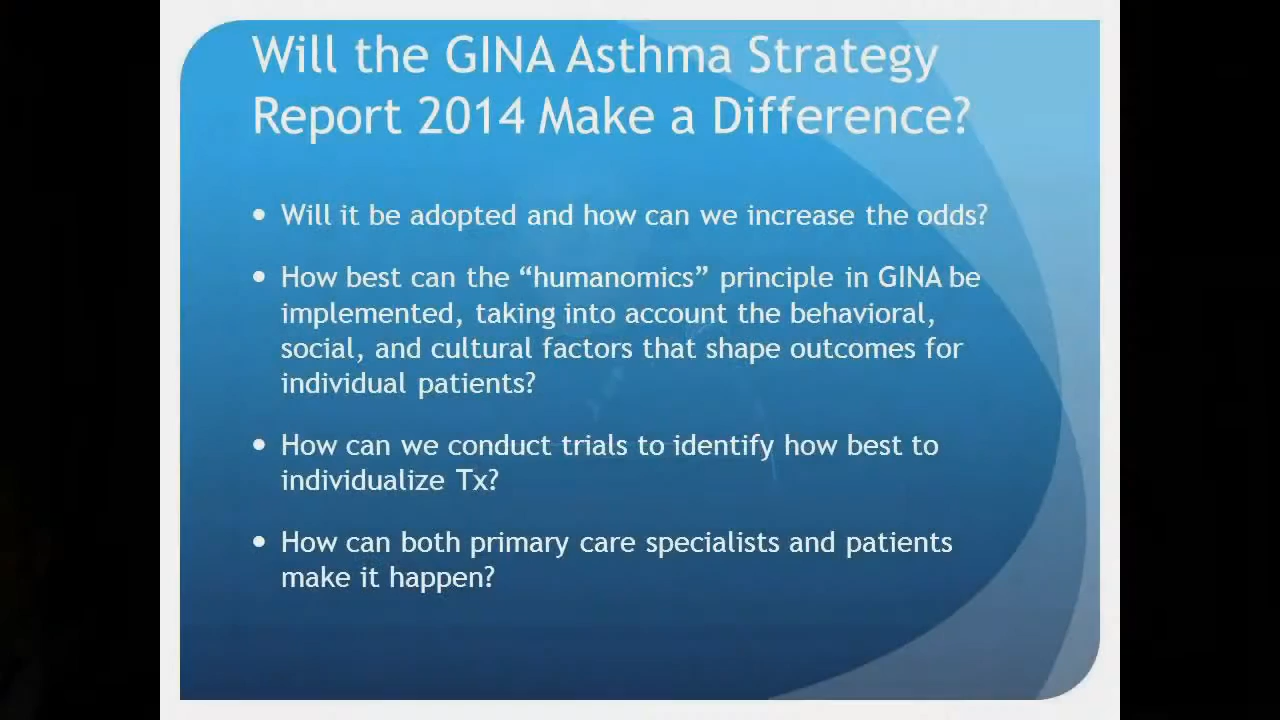 Will the GINA Asthma Strategy
Report 2014 Make a Difference?
• Will it be adopted and how can we increase the odds?
• How best can the “humanomics” principle in GINA be
implemented, taking into account the behavioral,
social, and cultural factors that shape outcomes for
individual patients?
• How can we conduct trials to identify how best to
individualize Tx?
• How can both primary care specialists and patients
make it happen?